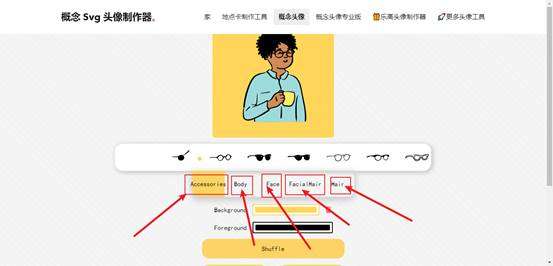 概念 Svg 头像制作器。
家 地点卡制作工具 概念头像 概念头像专业版 乐高头像制作器 更多头像工具
Accessories Body Face FacialHair Hair
Background
Foreground
Shuffle